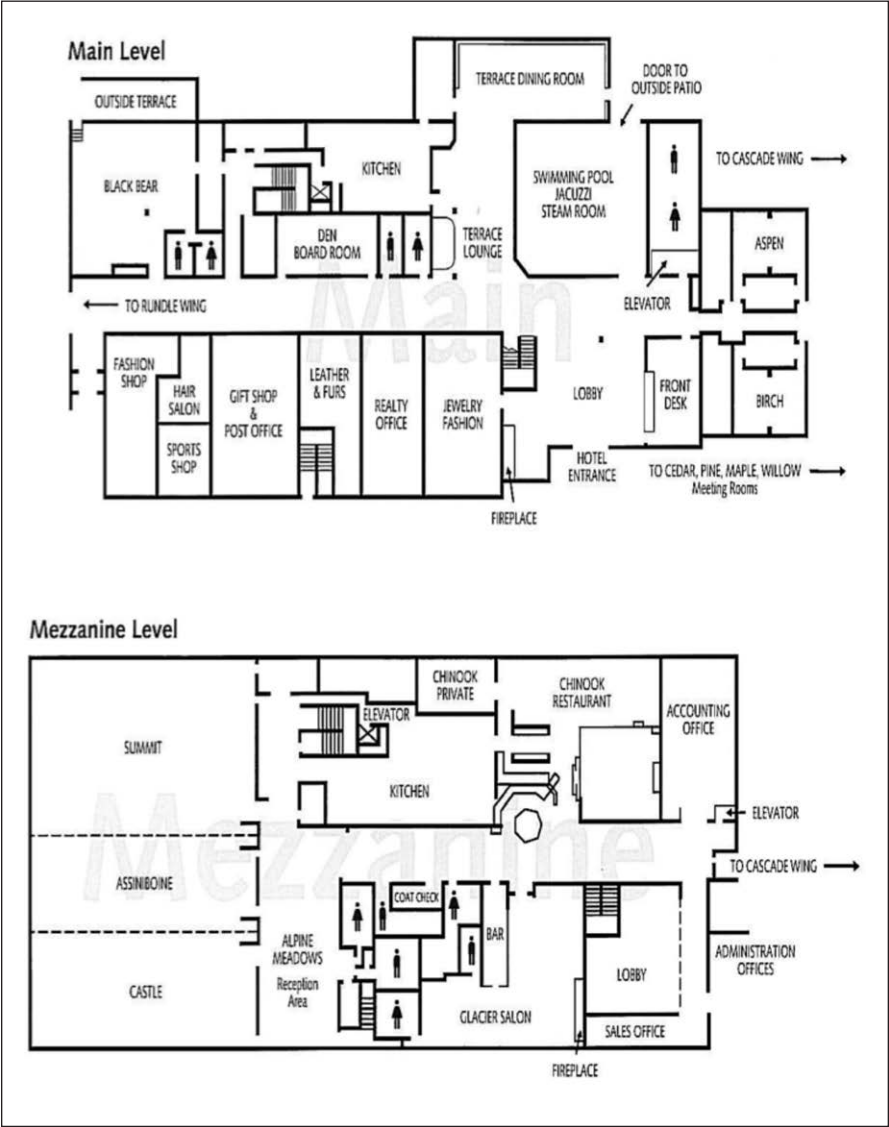 Main Level
OUTSIDE TERRACE
TERRACE DINING ROOM
DOOR TO
OUTSIDE PATIO
BLACK BEAR
KITCHEN
SWIMMING POOL
JACUZZI
STEAM ROOM
TO CASCADE WING
DEN
BOARD ROOM
TERRACE
LOUNGE
ASPEN
ELEVATOR
TO RUNDLE WING
Main
FASHION
SHOP
HAIR
SALON
SPORTS
SHOP
GIFT SHOP
&
POST OFFICE
LEATHER
& FURS
REALTY
OFFICE
JEWELRY
FASHION
LOBBY
FRONT
DESK
BIRCH
HOTEL
ENTRANCE
TO CEDAR, PINE, MAPLE, WILLOW
Meeting Rooms
FIREPLACE
Mezzanine Level
CHINOOK
PRIVATE
CHINOOK
RESTAURANT
ACCOUNTING
OFFICE
ELEVATOR
SUMMIT
KITCHEN
ELEVATOR
Mezzanine
TO CASCADE WING
ASSINIBOINE
COAT CHECK
BAR
ALPINE
MEADOWS
Reception
Area
ADMINISTRATION
OFFICES
LOBBY
CASTLE
GLACIER SALON
SALES OFFICE
FIREPLACE